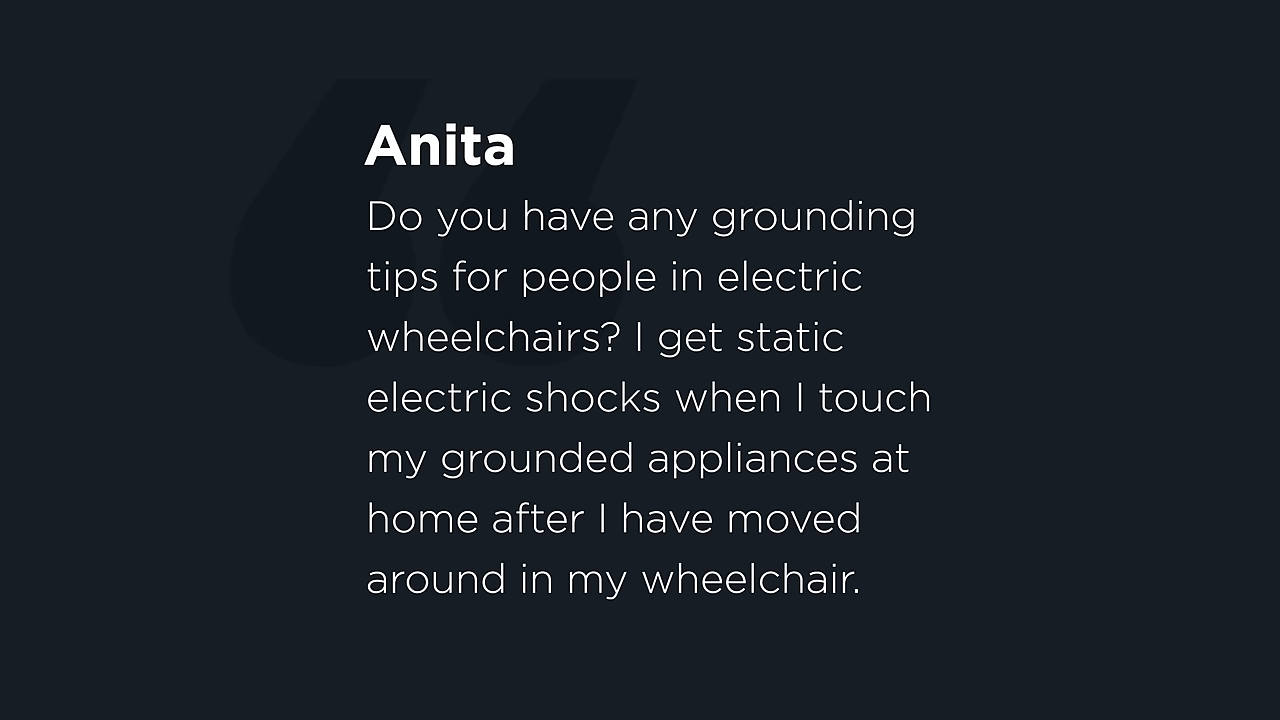 Anita
Do you have any grounding
tips for people in electric
wheelchairs? I get static
electric shocks when I touch
my grounded appliances at
home after I have moved
around in my wheelchair.